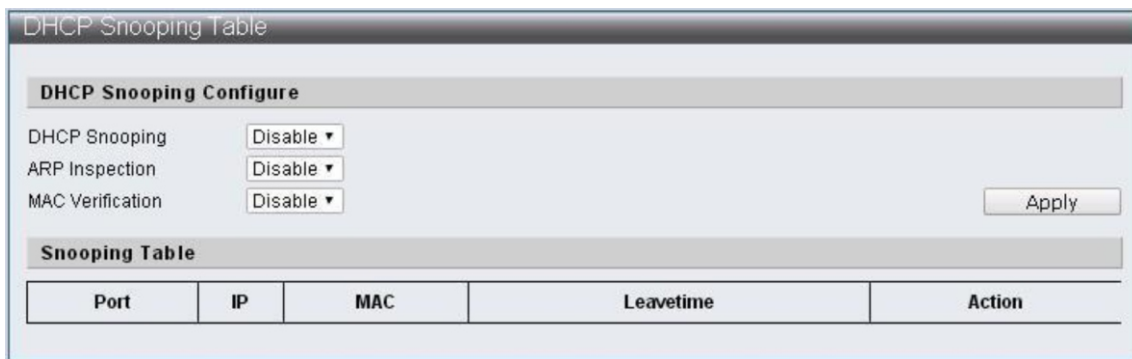 DHCP Snooping Table
DHCP Snooping Configure
DHCP Snooping Disable
ARP Inspection Disable
MAC Verification Disable Apply
Snooping Table
Port IP MAC Leavetime Action